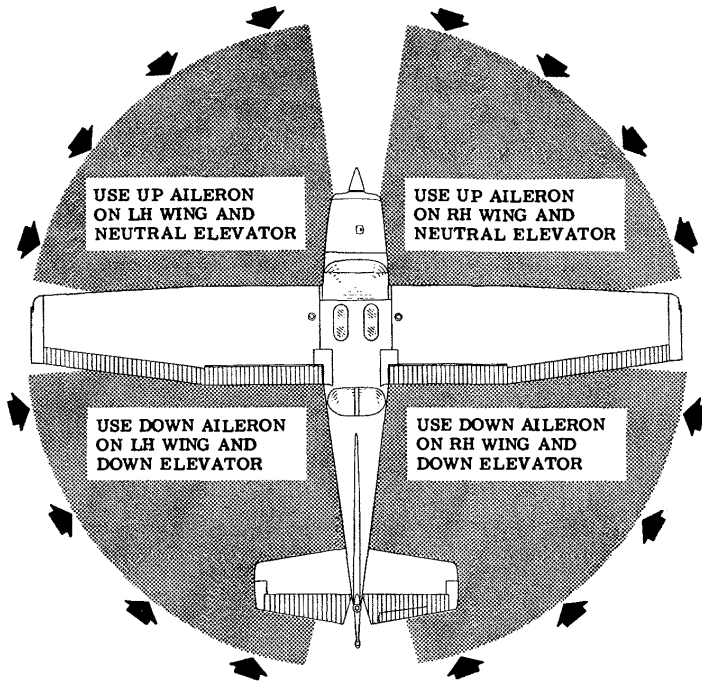 USE UP AILERON
ON LH WING AND
NEUTRAL ELEVATOR
USE UP AILERON
ON RH WING AND
NEUTRAL ELEVATOR
USE DOWN AILERON
ON LH WING AND
DOWN ELEVATOR
USE DOWN AILERON
ON RH WING AND
DOWN ELEVATOR